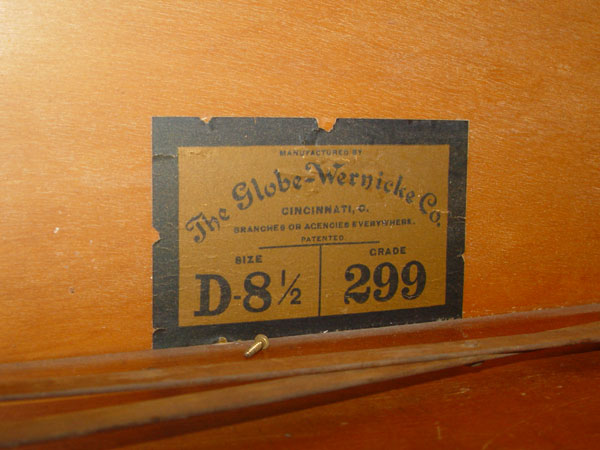 MANUFACTURED BY
The Globe-Wernicke Co.
CINCINNATI, O.
BRANCHES OR AGENCIES EVERYWHERE.
PATENTED.
SIZE GRADE
D-8½ 299